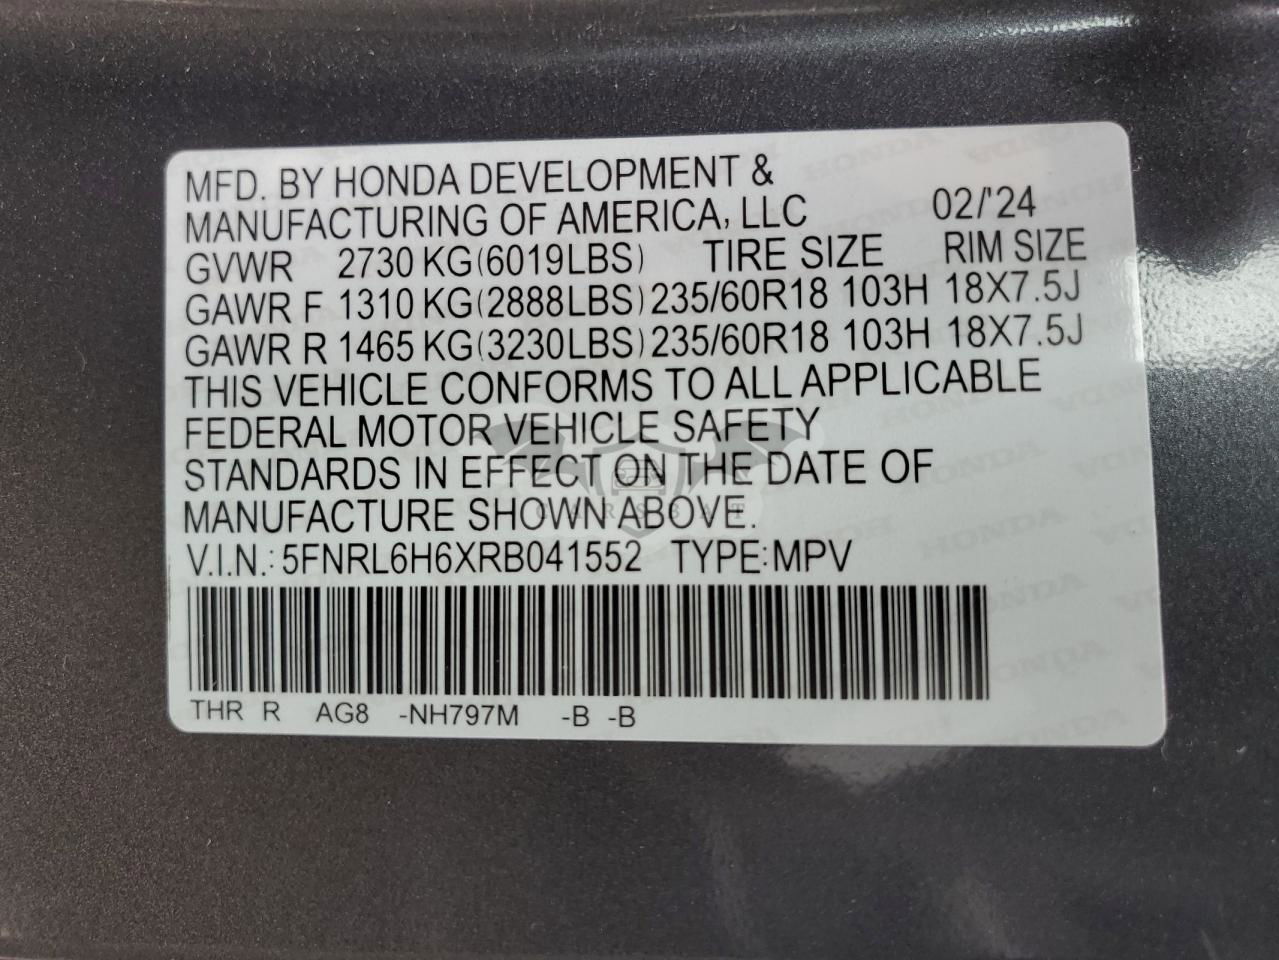 MFD. BY HONDA DEVELOPMENT &
MANUFACTURING OF AMERICA, LLC 02/'24
GVWR 2730 KG(6019LBS) TIRE SIZE RIM SIZE
GAWR F 1310 KG(2888LBS) 235/60R18 103H 18X7.5J
GAWR R 1465 KG(3230LBS) 235/60R18 103H 18X7.5J
THIS VEHICLE CONFORMS TO ALL APPLICABLE
FEDERAL MOTOR VEHICLE SAFETY
STANDARDS IN EFFECT ON THE DATE OF
CARSBAT
MANUFACTURE SHOWN ABOVE.
V.I.N.: 5FNRL6H6XRB041552 TYPE:MPV
THR R AG8 -NH797M -B -B